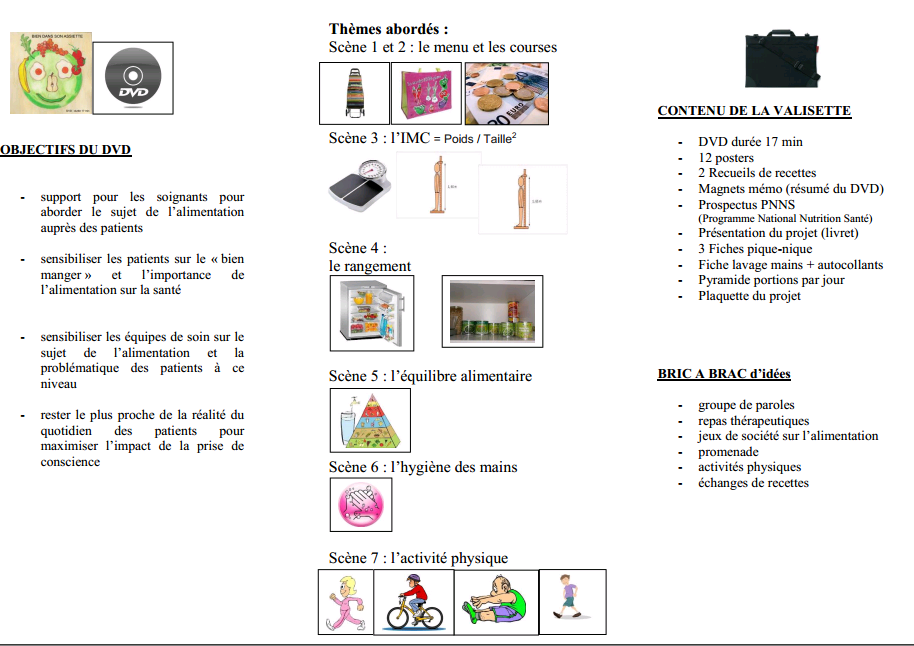 BIEN DANS SON ASSIETTE
DVD
OBJECTIFS DU DVD
- support pour les soignants pour
aborder le sujet de l’alimentation
auprès des patients
- sensibiliser les patients sur le « bien
manger » et l’importance de
l’alimentation sur la santé
- sensibiliser les équipes de soin sur le
sujet de l’alimentation et la
problématique des patients à ce
niveau
- rester le plus proche de la réalité du
quotidien des patients pour
maximiser l’impact de la prise de
conscience
Thèmes abordés :
Scène 1 et 2 : le menu et les courses
EURO
Scène 3 : l’IMC = Poids / Taille²
Scène 4 :
le rangement
Scène 5 : l’équilibre alimentaire
Scène 6 : l’hygiène des mains
Scène 7 : l’activité physique
CONTENU DE LA VALISETTE
- DVD durée 17 min
- 12 posters
- 2 Recueils de recettes
- Magnets mémo (résumé du DVD)
- Prospectus PNNS
(Programme National Nutrition Santé)
- Présentation du projet (livret)
- 3 Fiches pique-nique
- Fiche lavage mains + autocollants
- Pyramide portions par jour
- Plaquette du projet
BRIC A BRAC d’idées
- groupe de paroles
- repas thérapeutiques
- jeux de société sur l’alimentation
- promenade
- activités physiques
- échanges de recettes